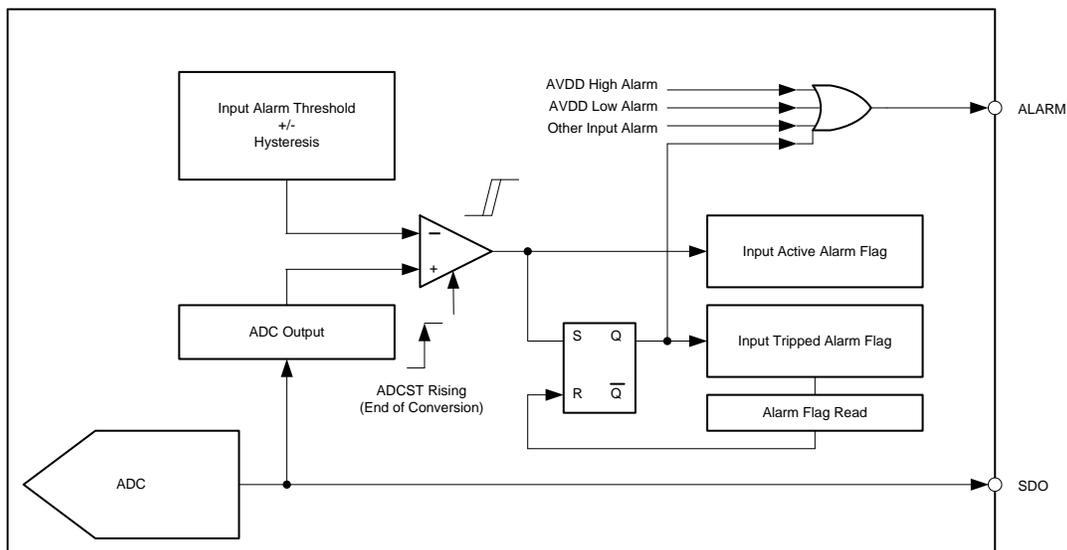 AVDD High Alarm
AVDD Low Alarm
Other Input Alarm
ALARM
Input Alarm Threshold
+/-
Hysteresis
−
+
Input Active Alarm Flag
ADC Output
ADCST Rising
(End of Conversion)
S Q
R Q̅
Input Tripped Alarm Flag
Alarm Flag Read
ADC
SDO